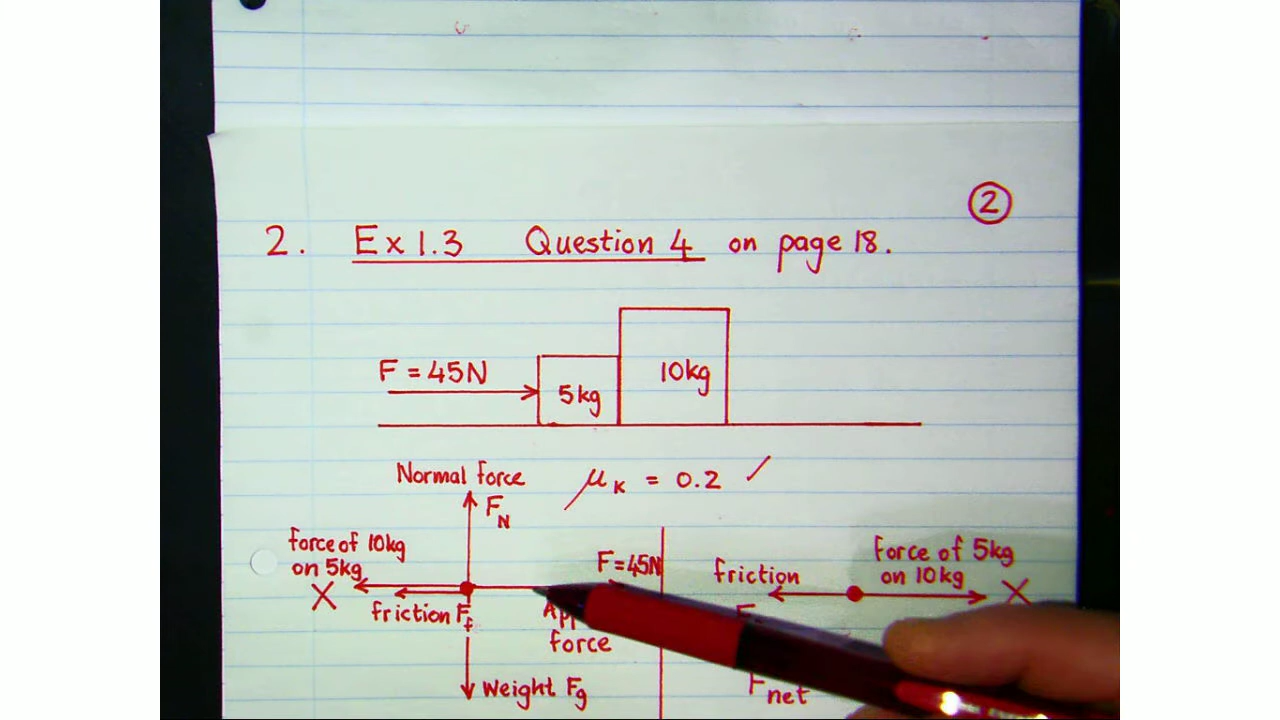 ②
2. Ex 1.3 Question 4 on page 18.
F = 45N
5kg
10kg
Normal force
F_N
μ_K = 0.2 ✓
force of 10kg
on 5kg
X
friction F_f
F = 45N
force
Weight F_g
friction
force of 5kg
on 10kg
X
F_net